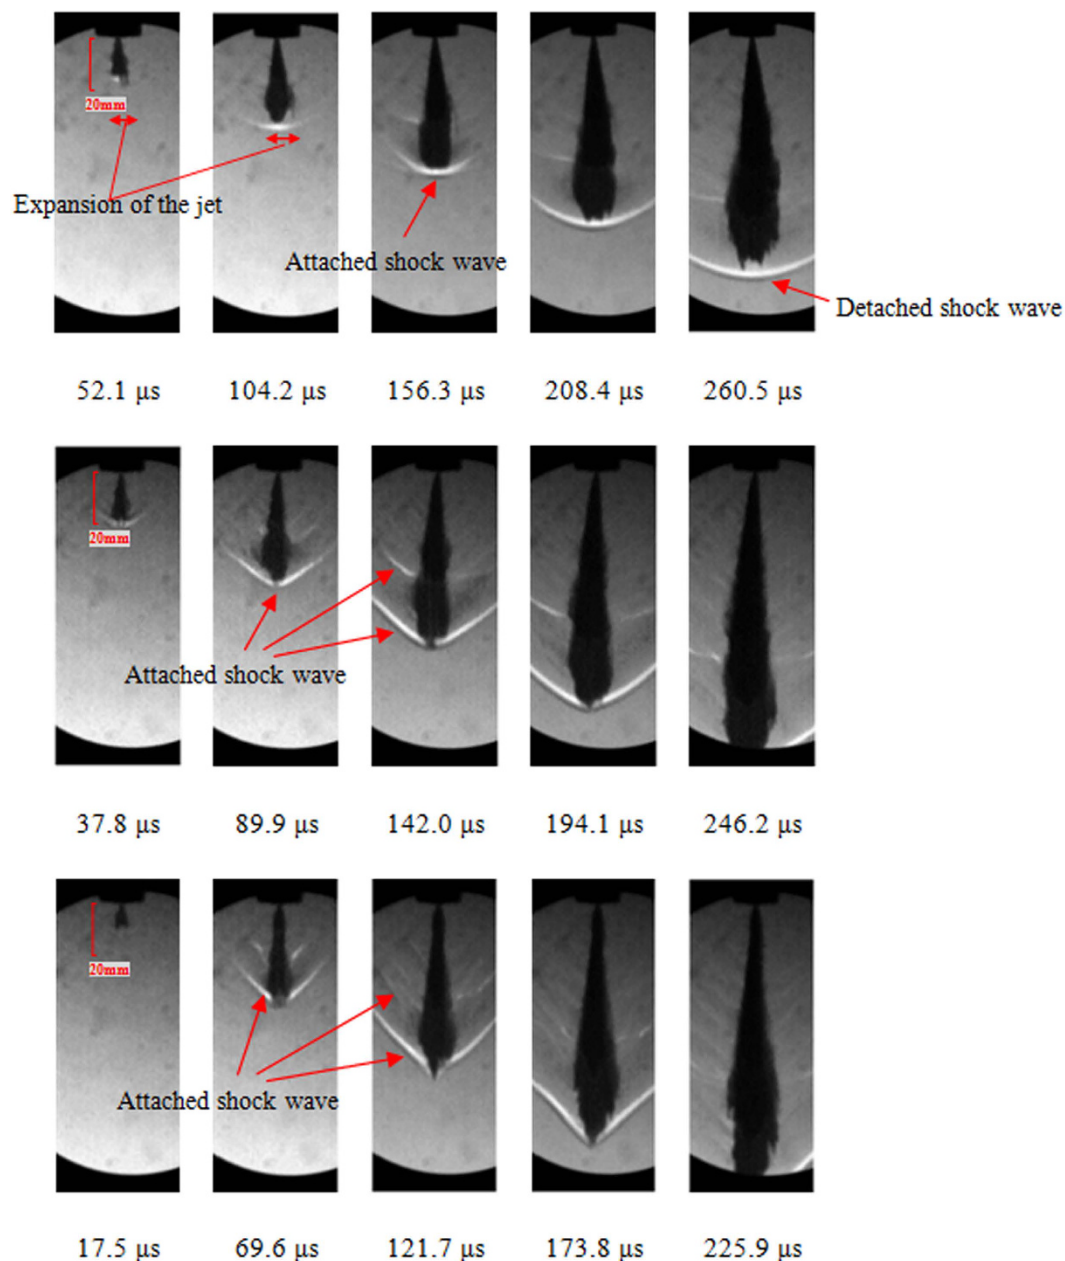 20mm
Expansion of the jet
Attached shock wave
Detached shock wave
52.1 μs
104.2 μs
156.3 μs
208.4 μs
260.5 μs
20mm
Attached shock wave
37.8 μs
89.9 μs
142.0 μs
194.1 μs
246.2 μs
20mm
Attached shock wave
17.5 μs
69.6 μs
121.7 μs
173.8 μs
225.9 μs